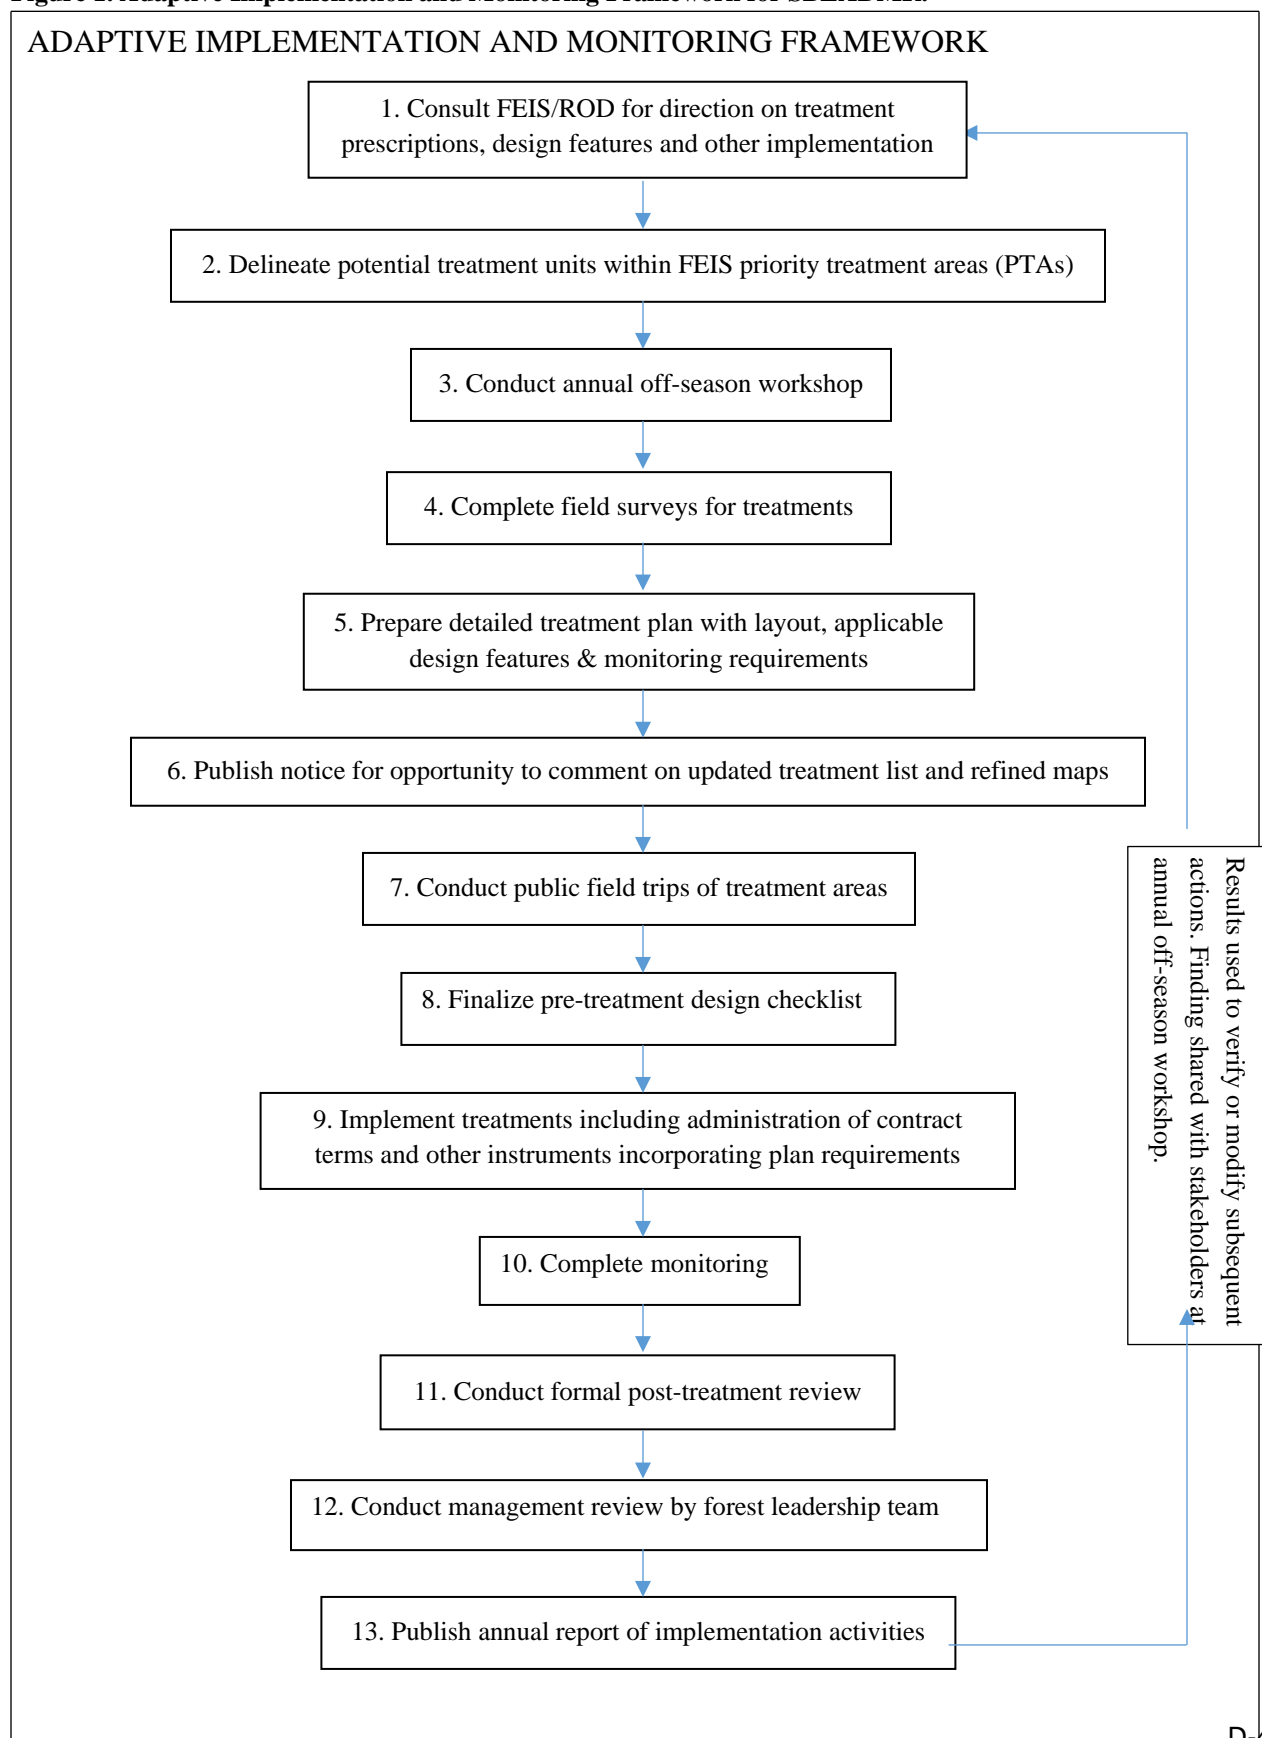 ADAPTIVE IMPLEMENTATION AND MONITORING FRAMEWORK
1. Consult FEIS/ROD for direction on treatment
prescriptions, design features and other implementation
2. Delineate potential treatment units within FEIS priority treatment areas (PTAs)
3. Conduct annual off-season workshop
4. Complete field surveys for treatments
5. Prepare detailed treatment plan with layout, applicable
design features & monitoring requirements
6. Publish notice for opportunity to comment on updated treatment list and refined maps
7. Conduct public field trips of treatment areas
8. Finalize pre-treatment design checklist
9. Implement treatments including administration of contract
terms and other instruments incorporating plan requirements
10. Complete monitoring
11. Conduct formal post-treatment review
12. Conduct management review by forest leadership team
13. Publish annual report of implementation activities
Results used to verify or modify subsequent
actions. Finding shared with stakeholders at
annual off-season workshop.